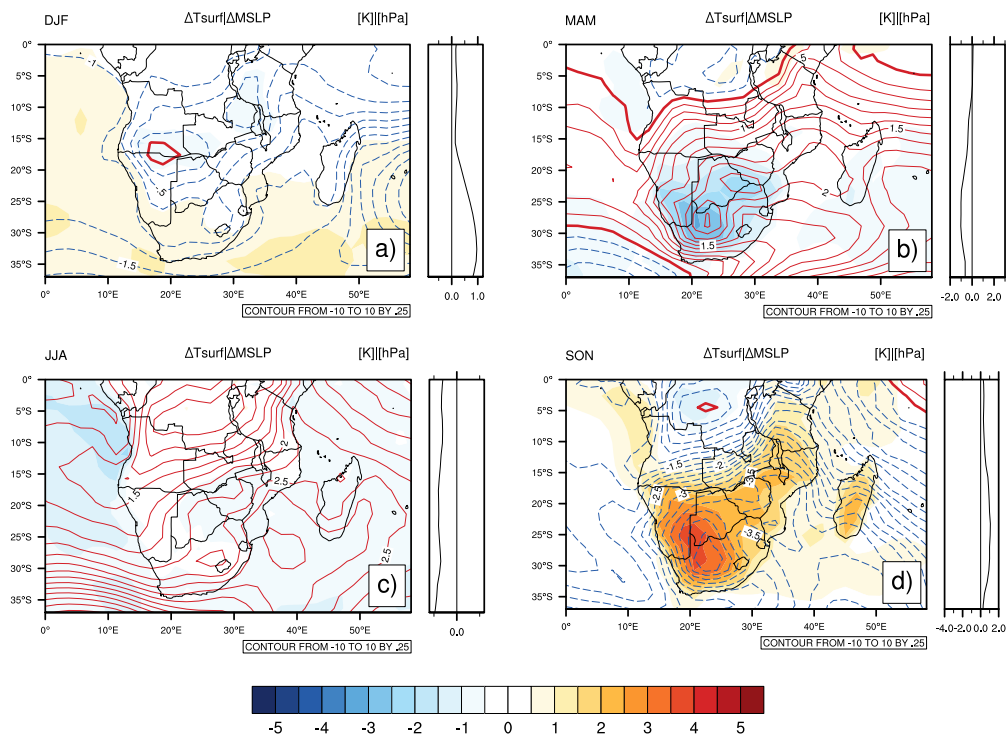 DJF ΔTsurf|ΔMSLP [K]|[hPa]
0°
5°S
10°S
15°S
20°S
25°S
30°S
35°S
-1
-.5
-1.5
a)
0° 10°E 20°E 30°E 40°E 50°E
0.0 1.0
CONTOUR FROM -10 TO 10 BY .25
MAM ΔTsurf|ΔMSLP [K]|[hPa]
0°
5°S
10°S
15°S
20°S
25°S
30°S
35°S
.5
1
1.5
2
1.5
b)
0° 10°E 20°E 30°E 40°E 50°E
-2.0 0.0 2.0
CONTOUR FROM -10 TO 10 BY .25
JJA ΔTsurf|ΔMSLP [K]|[hPa]
0°
5°S
10°S
15°S
20°S
25°S
30°S
35°S
2
2.5
1.5
2.5
c)
0° 10°E 20°E 30°E 40°E 50°E
0.0
CONTOUR FROM -10 TO 10 BY .25
SON ΔTsurf|ΔMSLP [K]|[hPa]
0°
5°S
10°S
15°S
20°S
25°S
30°S
35°S
-1.5
-2
-2.5
-3
-3.5
-3.5
d)
0° 10°E 20°E 30°E 40°E 50°E
-4.0 -2.0 0.0 2.0
CONTOUR FROM -10 TO 10 BY .25
-5 -4 -3 -2 -1 0 1 2 3 4 5